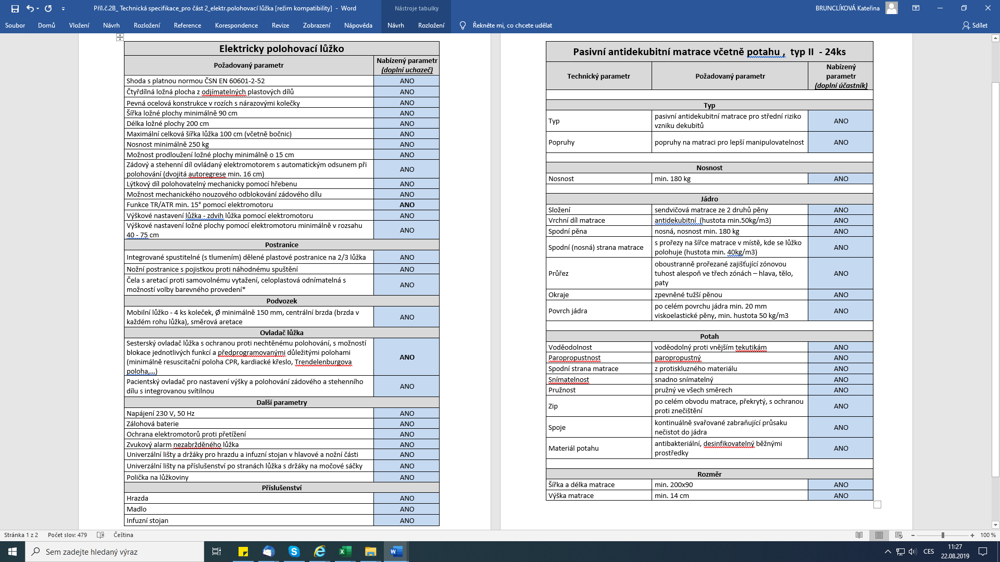 Příl.č.2B_ Technická specifikace_pro část 2_elektr.polohovací lůžka [režim kompatibility] - Word
Nástroje tabulky
BRUNCLÍKOVÁ Kateřina
Soubor Domů Vložení Návrh Rozložení Reference Korespondence Revize Zobrazení Nápověda Návrh Rozložení Řekněte mi, co chcete udělat Sdílet
Elektricky polohovací lůžko
Požadovaný parametr
Nabízený parametr
(doplní uchazeč)
Shoda s platnou normou ČSN EN 60601-2-52 ANO
Čtyřdílná ložná plocha z odjímatelných plastových dílů ANO
Pevná ocelová konstrukce v rozích s nárazovými kolečky ANO
Šířka ložné plochy minimálně 90 cm ANO
Délka ložné plochy 200 cm ANO
Maximální celková šířka lůžka 100 cm (včetně bočnic) ANO
Nosnost minimálně 250 kg ANO
Možnost prodloužení ložné plochy minimálně o 15 cm ANO
Zádový a stehenní díl ovládaný elektromotorem s automatickým odsunem při
polohování (dvojitá autoregrese min. 16 cm)
ANO
Lýtkový díl polohovatelný mechanicky pomocí hřebenu ANO
Možnost mechanického nouzového odblokování zádového dílu ANO
Funkce TR/ATR min. 15° pomocí elektromotoru ANO
Výškové nastavení lůžka - zdvih lůžka pomocí elektromotoru ANO
Výškové nastavení ložné plochy pomocí elektromotoru minimálně v rozsahu
40 - 75 cm
ANO
Postranice
Integrované spustitelné (s tlumením) dělené plastové postranice na 2/3 lůžka ANO
Nožní postranice s pojistkou proti náhodnému spuštění ANO
Čela s aretací proti samovolnému vytažení, celoplastová odnímatelná s
možností volby barevného provedení*
ANO
Podvozek
Mobilní lůžko - 4 ks koleček, Ø minimálně 150 mm, centrální brzda (brzda v
každém rohu lůžka), směrová aretace
ANO
Ovladač lůžka
Sesterský ovladač lůžka s ochranou proti nechtěnému polohování, s možností
blokace jednotlivých funkcí a předprogramovanými důležitými polohami
(minimálně resuscitační poloha CPR, kardiacké křeslo, Trendelenburgova
poloha,...)
ANO
Pacientský ovladač pro nastavení výšky a polohování zádového a stehenního
dílu s integrovanou svítilnou
ANO
Další parametry
Napájení 230 V, 50 Hz ANO
Zálohová baterie ANO
Ochrana elektromotorů proti přetížení ANO
Zvukový alarm nezabržděného lůžka ANO
Univerzální lišty a držáky pro hrazdu a infuzní stojan v hlavové a nožní části ANO
Univerzální lišty na příslušenství po stranách lůžka s držáky na močové sáčky ANO
Polička na lůžkoviny ANO
Příslušenství
Hrazda ANO
Madlo ANO
Infuzní stojan ANO
Pasivní antidekubitní matrace včetně potahu , typ II - 24ks
Technický parametr Požadovaný parametr
Nabízený
parametr
(doplní účastník)
Typ
Typ
pasivní antidekubitní matrace pro střední riziko
vzniku dekubitů
ANO
Popruhy popruhy na matraci pro lepší manipulovatelnost ANO
Nosnost
Nosnost min. 180 kg ANO
Jádro
Složení sendvičová matrace ze 2 druhů pěny ANO
Vrchní díl matrace antidekubitní (hustota min.50kg/m3) ANO
Spodní pěna nosná, nosnost min. 180 kg ANO
Spodní (nosná) strana matrace
s prořezy na šířce matrace v místě, kde se lůžko
polohuje (hustota min. 40kg/m3)
ANO
Průřez
oboustranně prořezané zajišťující zónovou
tuhost alespoň ve třech zónách – hlava, tělo,
paty
ANO
Okraje zpevněné tužší pěnou ANO
Povrch jádra
po celém povrchu jádra min. 20 mm
viskoelastické pěny, min. hustota 50 kg/m3
ANO
Potah
Voděodolnost voděodolný proti vnějším tekutikám ANO
Paropropustnost paropropustný ANO
Spodní strana matrace z protiskluzného materiálu ANO
Snímatelnost snadno snímatelný ANO
Pružnost pružný ve všech směrech ANO
Zip
po celém obvodu matrace, překrytý, s ochranou
proti znečištění
ANO
Spoje
kontinuálně svařované zabraňující průsaku
nečistot do jádra
ANO
Materiál potahu
antibakteriální, desinfikovatelný běžnými
prostředky
ANO
Rozměr
Šířka a délka matrace min. 200x90 ANO
Výška matrace min. 14 cm ANO
Stránka 1 z 2 Počet slov: 479 Čeština 100 %
Sem zadejte hledaný výraz
CES
11:27
22.08.2019